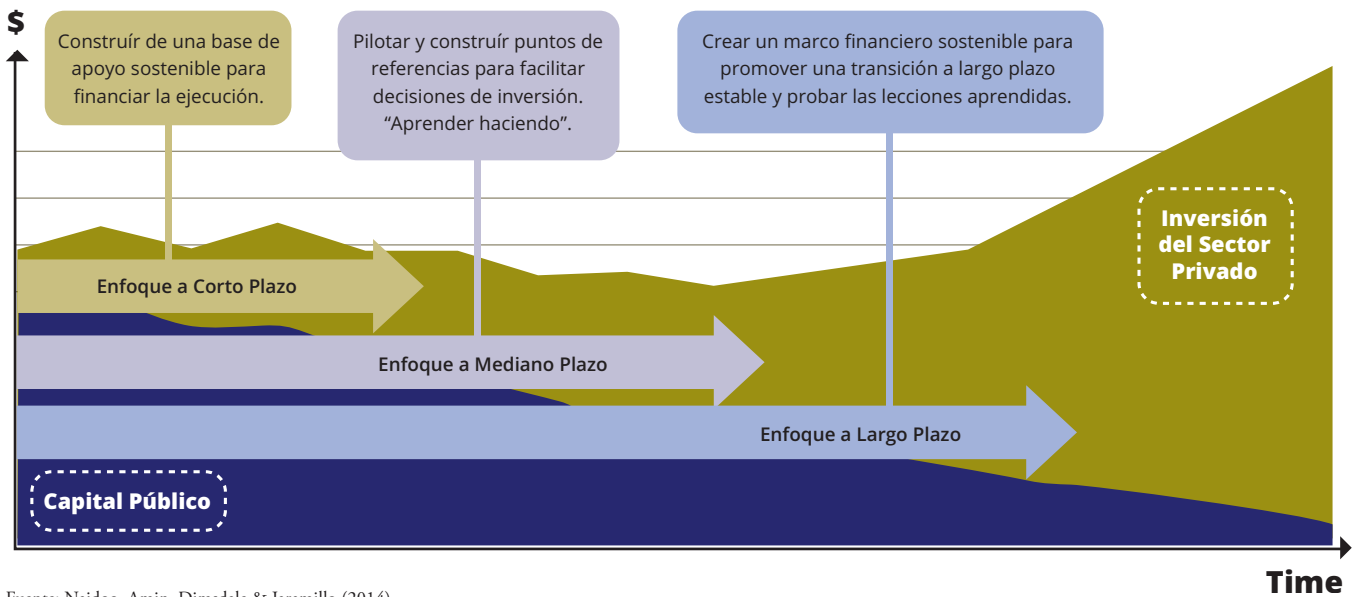 $
Construír de una base de
apoyo sostenible para
financiar la ejecución.
Pilotar y construír puntos de
referencias para facilitar
decisiones de inversión.
“Aprender haciendo”.
Crear un marco financiero sostenible para
promover una transición a largo plazo
estable y probar las lecciones aprendidas.
Inversión
del Sector
Privado
Enfoque a Corto Plazo
Enfoque a Mediano Plazo
Enfoque a Largo Plazo
Capital Público
Time